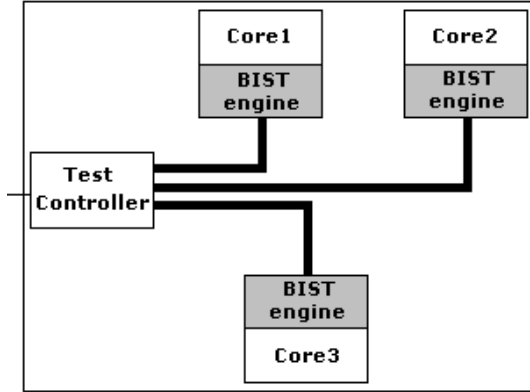 Core1
BIST
engine
Core2
BIST
engine
Test
Controller
BIST
engine
Core3